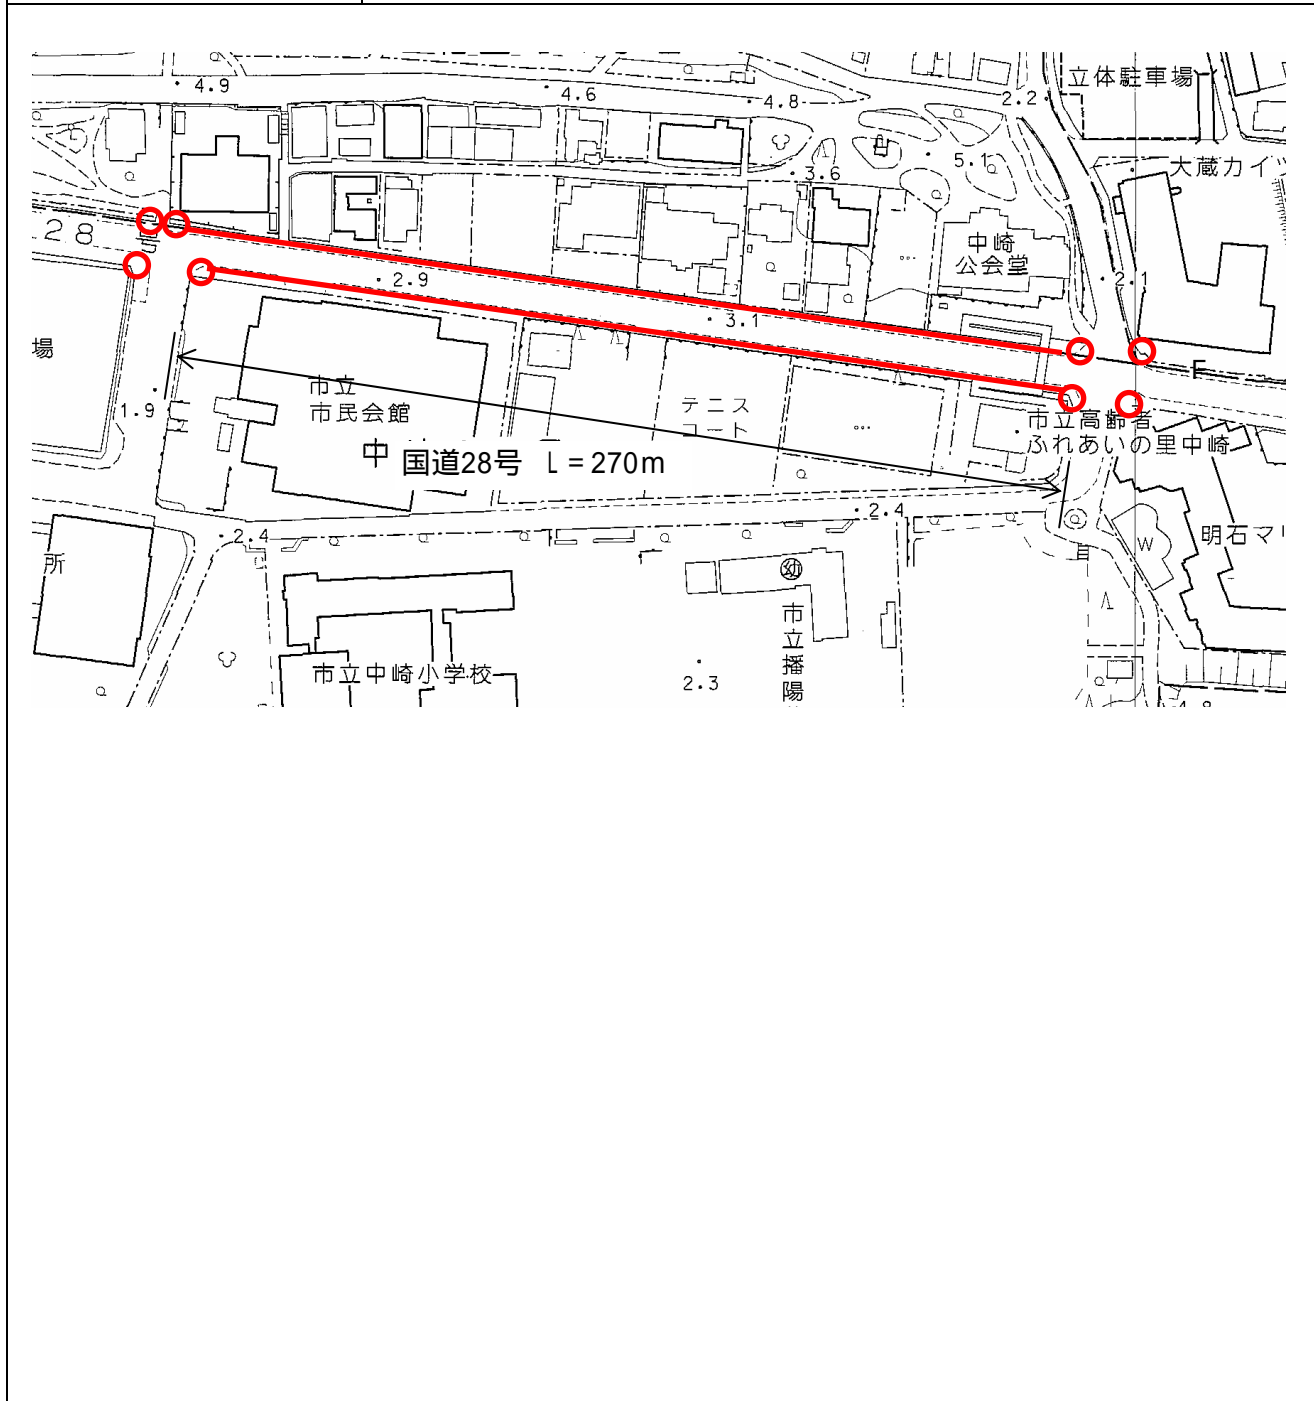 4.9
4.6
4.8
2.2
立体駐車場
5.1
大蔵カイツ
3.6
28
中崎
公会堂
2.9
2.1
3.1
場
市立
市民会館
1.9
テニス
コート
市立高齢者
ふれあいの里中崎
中
国道28号 L=270m
2.4
2.4
W
明石マリ
所
幼
市立播陽
市立中崎小学校
2.3